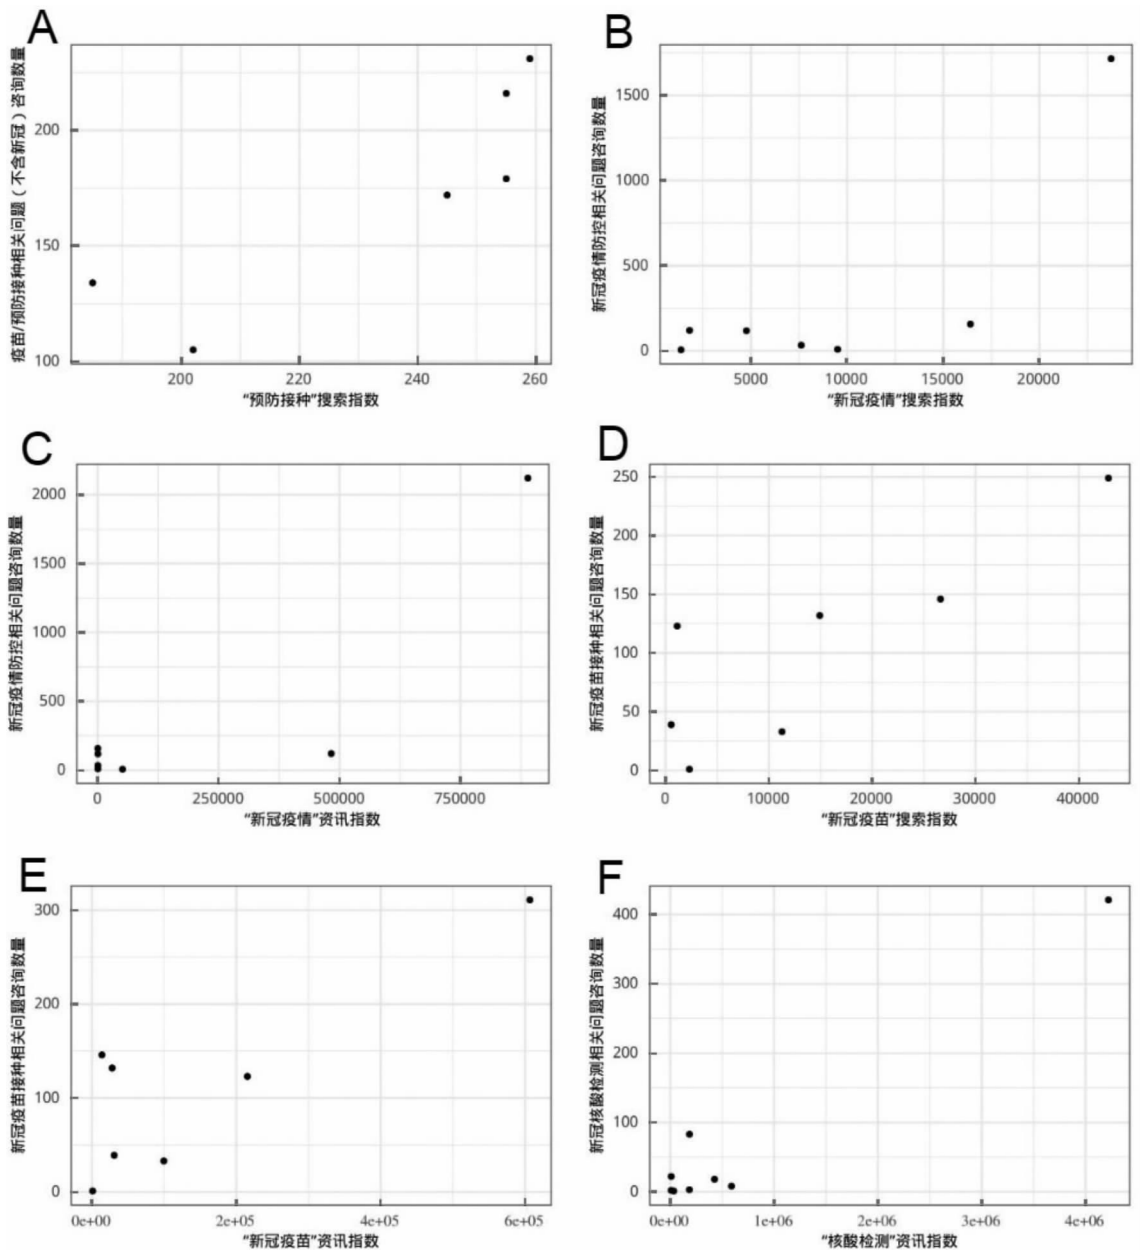 A
疫苗/预防接种相关问题（不含新冠）咨询数量
200
150
100
200
220
240
260
“预防接种”搜索指数
B
新冠疫情防控相关问题咨询数量
1500
1000
500
0
5000
10000
15000
20000
“新冠疫情”搜索指数
C
新冠疫情防控相关问题咨询数量
2000
1500
1000
500
0
0
250000
500000
750000
“新冠疫情”资讯指数
D
新冠疫苗接种相关问题咨询数量
250
200
150
100
50
0
0
10000
20000
30000
40000
“新冠疫苗”搜索指数
E
新冠疫苗接种相关问题咨询数量
300
200
100
0
0e+00
2e+05
4e+05
6e+05
“新冠疫苗”资讯指数
F
新冠核酸检测相关问题咨询数量
400
300
200
100
0
0e+00
1e+06
2e+06
3e+06
4e+06
“核酸检测”资讯指数